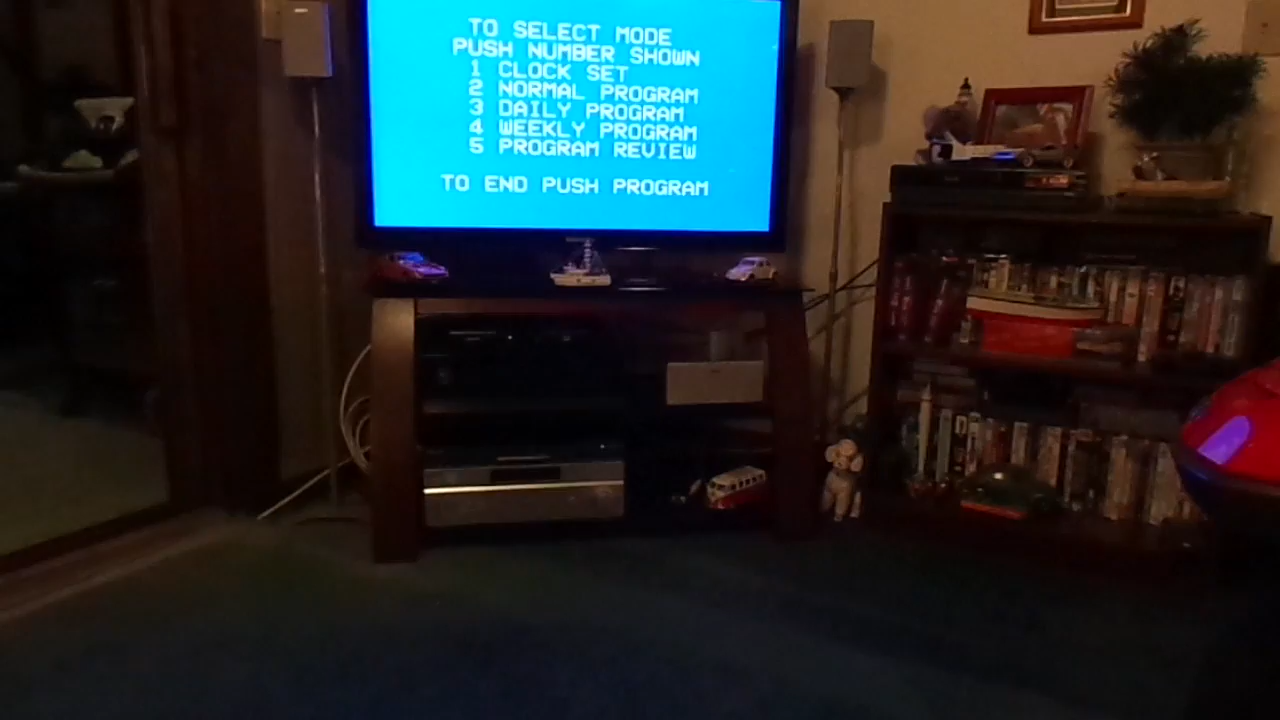 TO SELECT MODE
PUSH NUMBER SHOWN
1 CLOCK SET
2 NORMAL PROGRAM
3 DAILY PROGRAM
4 WEEKLY PROGRAM
5 PROGRAM REVIEW
TO END PUSH PROGRAM